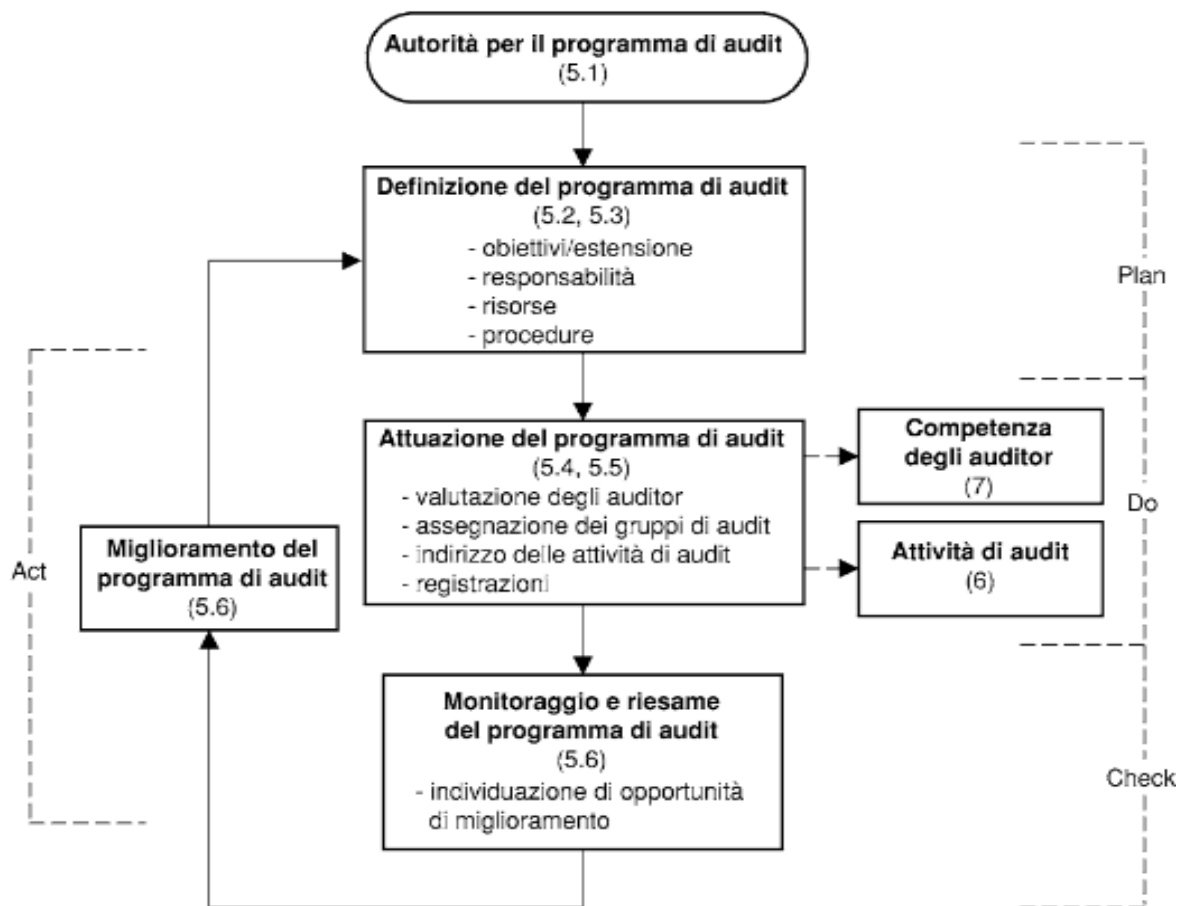 Autorità per il programma di audit
(5.1)
Definizione del programma di audit
(5.2, 5.3)
- obiettivi/estensione
- responsabilità
- risorse
- procedure
Plan
Attuazione del programma di audit
(5.4, 5.5)
- valutazione degli auditor
- assegnazione dei gruppi di audit
- indirizzo delle attività di audit
- registrazioni
Competenza
degli auditor
(7)
Attività di audit
(6)
Do
Act
Miglioramento del
programma di audit
(5.6)
Monitoraggio e riesame
del programma di audit
(5.6)
- individuazione di opportunità
di miglioramento
Check